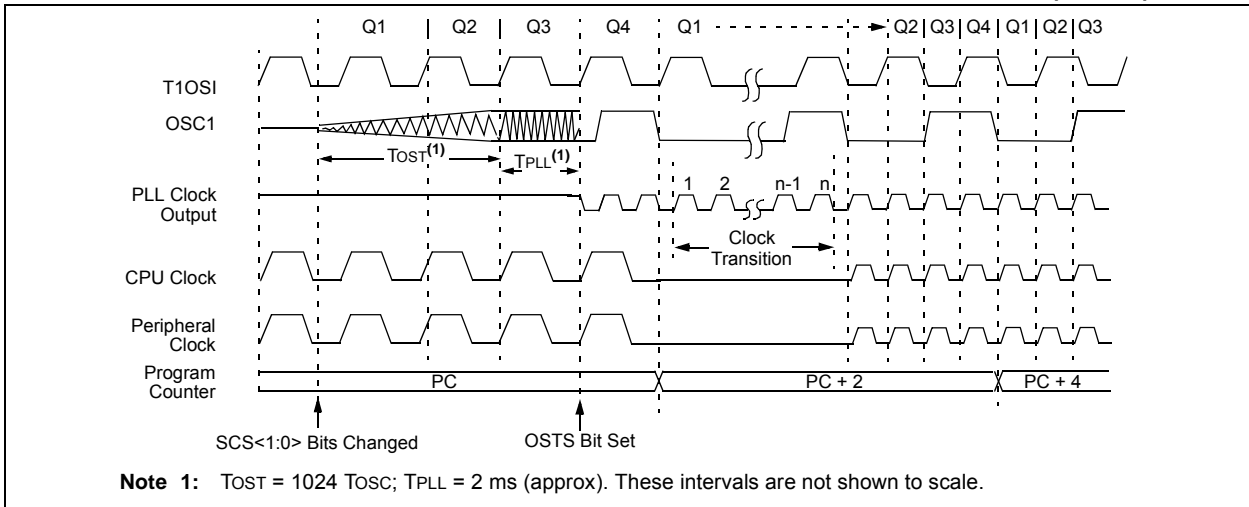 Q1 Q2 Q3 Q4 Q1 Q2 Q3 Q4 Q1 Q2 Q3
T1OSI
OSC1
TOST(1) TPLL(1)
1 2 n-1 n
PLL Clock
Output
Clock
Transition
CPU Clock
Peripheral
Clock
Program
Counter
PC PC + 2 PC + 4
SCS<1:0> Bits Changed OSTS Bit Set
Note 1: TOST = 1024 TOSC; TPLL = 2 ms (approx). These intervals are not shown to scale.